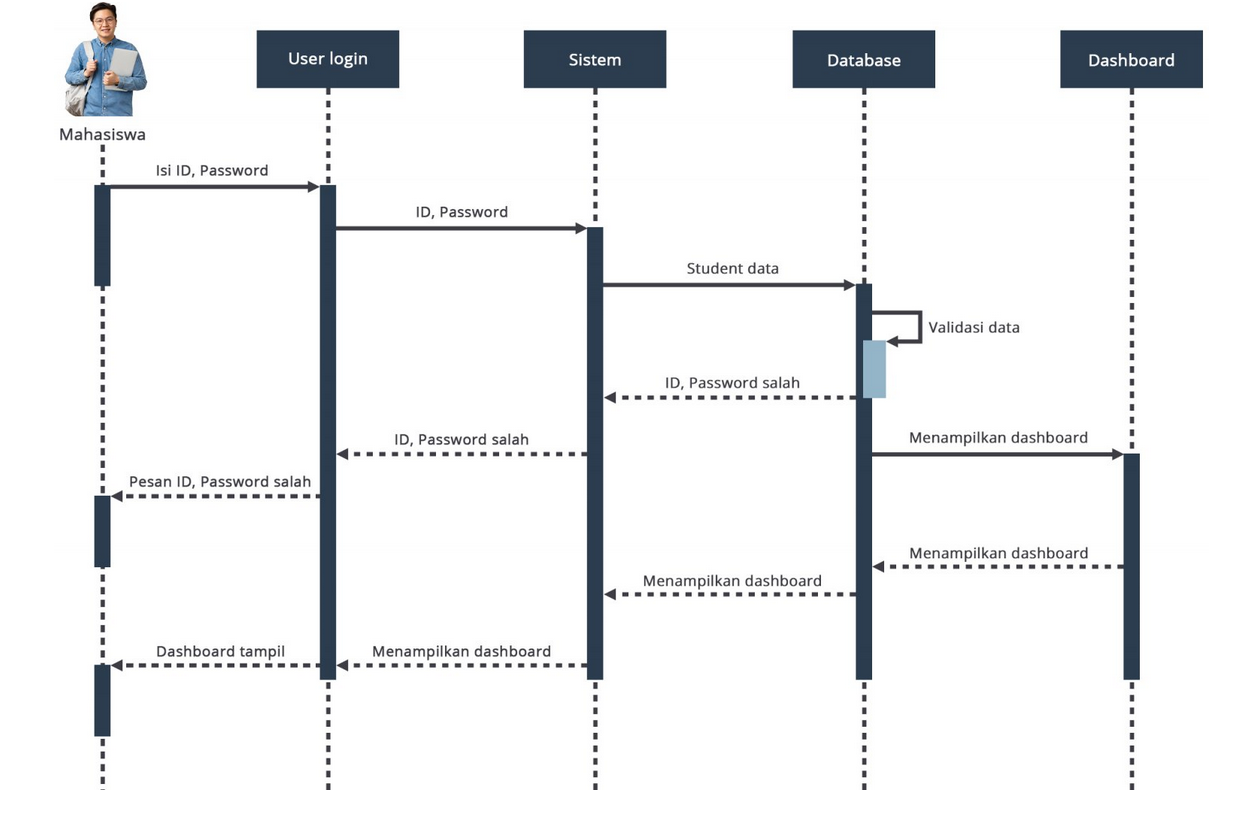 User login
Sistem
Database
Dashboard
Mahasiswa
Isi ID, Password
ID, Password
Student data
Validasi data
ID, Password salah
ID, Password salah
Menampilkan dashboard
Pesan ID, Password salah
Menampilkan dashboard
Menampilkan dashboard
Dashboard tampil
Menampilkan dashboard